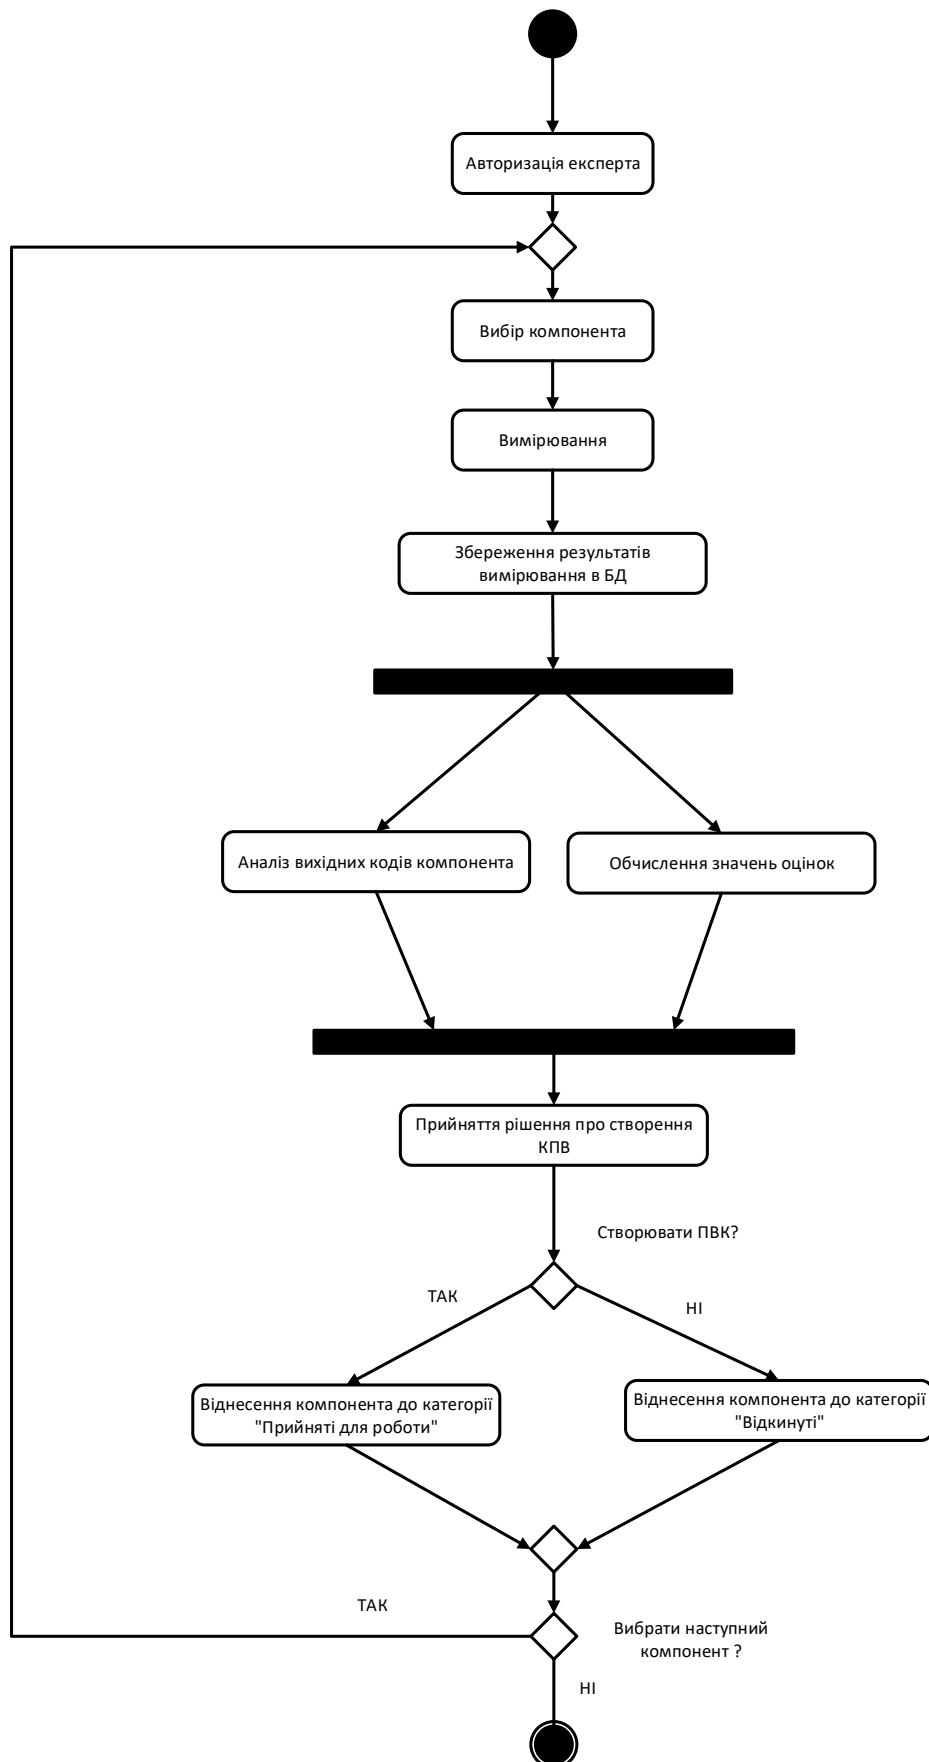 Авторизація експерта
Вибір компонента
Вимірювання
Збереження результатів
вимірювання в БД
Аналіз вихідних кодів компонента
Обчислення значень оцінок
Прийняття рішення про створення
КПВ
Створювати ПВК?
ТАК
НІ
Віднесення компонента до категорії
"Прийняті для роботи"
Віднесення компонента до категорії
"Відкинуті"
ТАК
Вибрати наступний
компонент ?
НІ